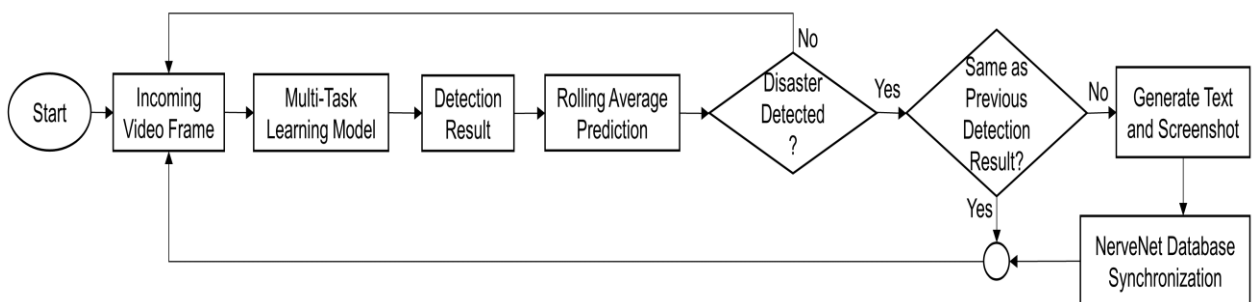 Start
Incoming
Video Frame
Multi-Task
Learning Model
Detection
Result
Rolling Average
Prediction
No
Disaster
Detected
?
Yes
Same as
Previous
Detection
Result?
No
Generate Text
and Screenshot
Yes
NerveNet Database
Synchronization